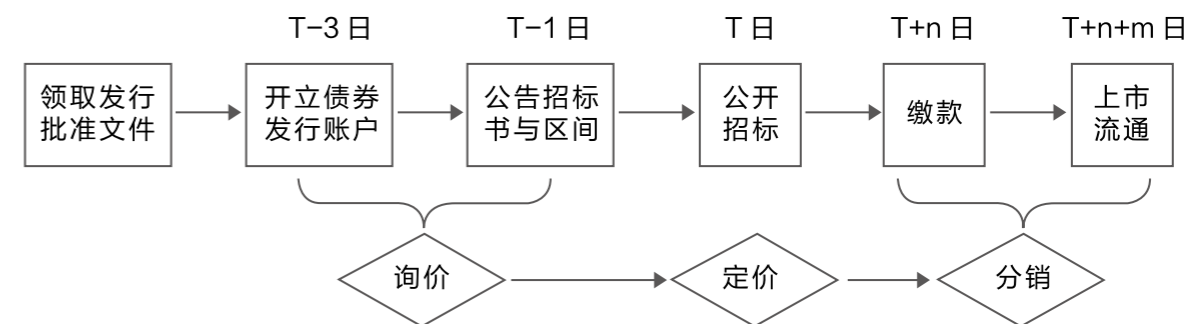 T−3 日
T−1 日
T 日
T+n 日
T+n+m 日
领取发行
批准文件
开立债券
发行账户
公告招标
书与区间
公开
招标
缴款
上市
流通
询价
定价
分销